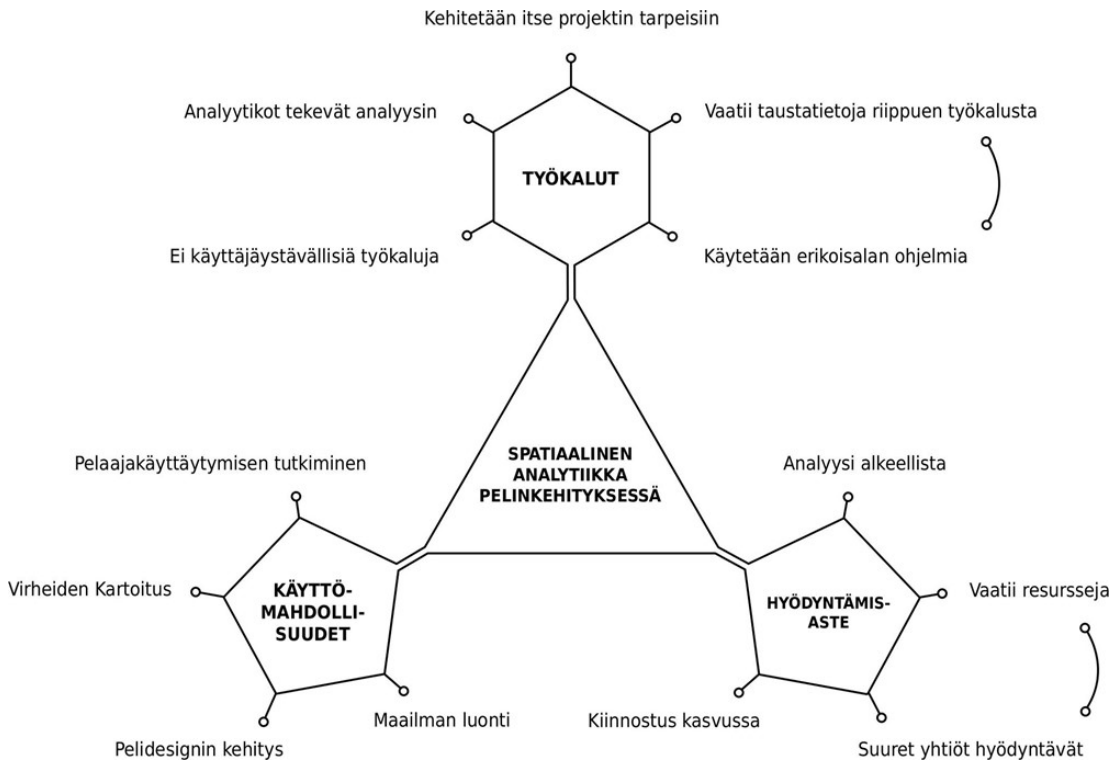 Kehitetään itse projektin tarpeisiin
Analyytikot tekevät analyysin
Vaatii taustatietoja riippuen työkalusta
TYÖKALUT
Ei käyttäjäystävällisiä työkaluja
Käytetään erikoisalan ohjelmia
SPATIAALINEN
ANALYTIIKKA
PELINKEHITYKSESSÄ
Pelaajakäyttäytymisen tutkiminen
Virheiden Kartoitus
KÄYTTÖ-
MAHDOLLI-
SUUDET
Maailman luonti
Pelidesignin kehitys
Analyysi alkeellista
Vaatii resursseja
HYÖDYNTÄMIS-
ASTE
Kiinnostus kasvussa
Suuret yhtiöt hyödyntävät